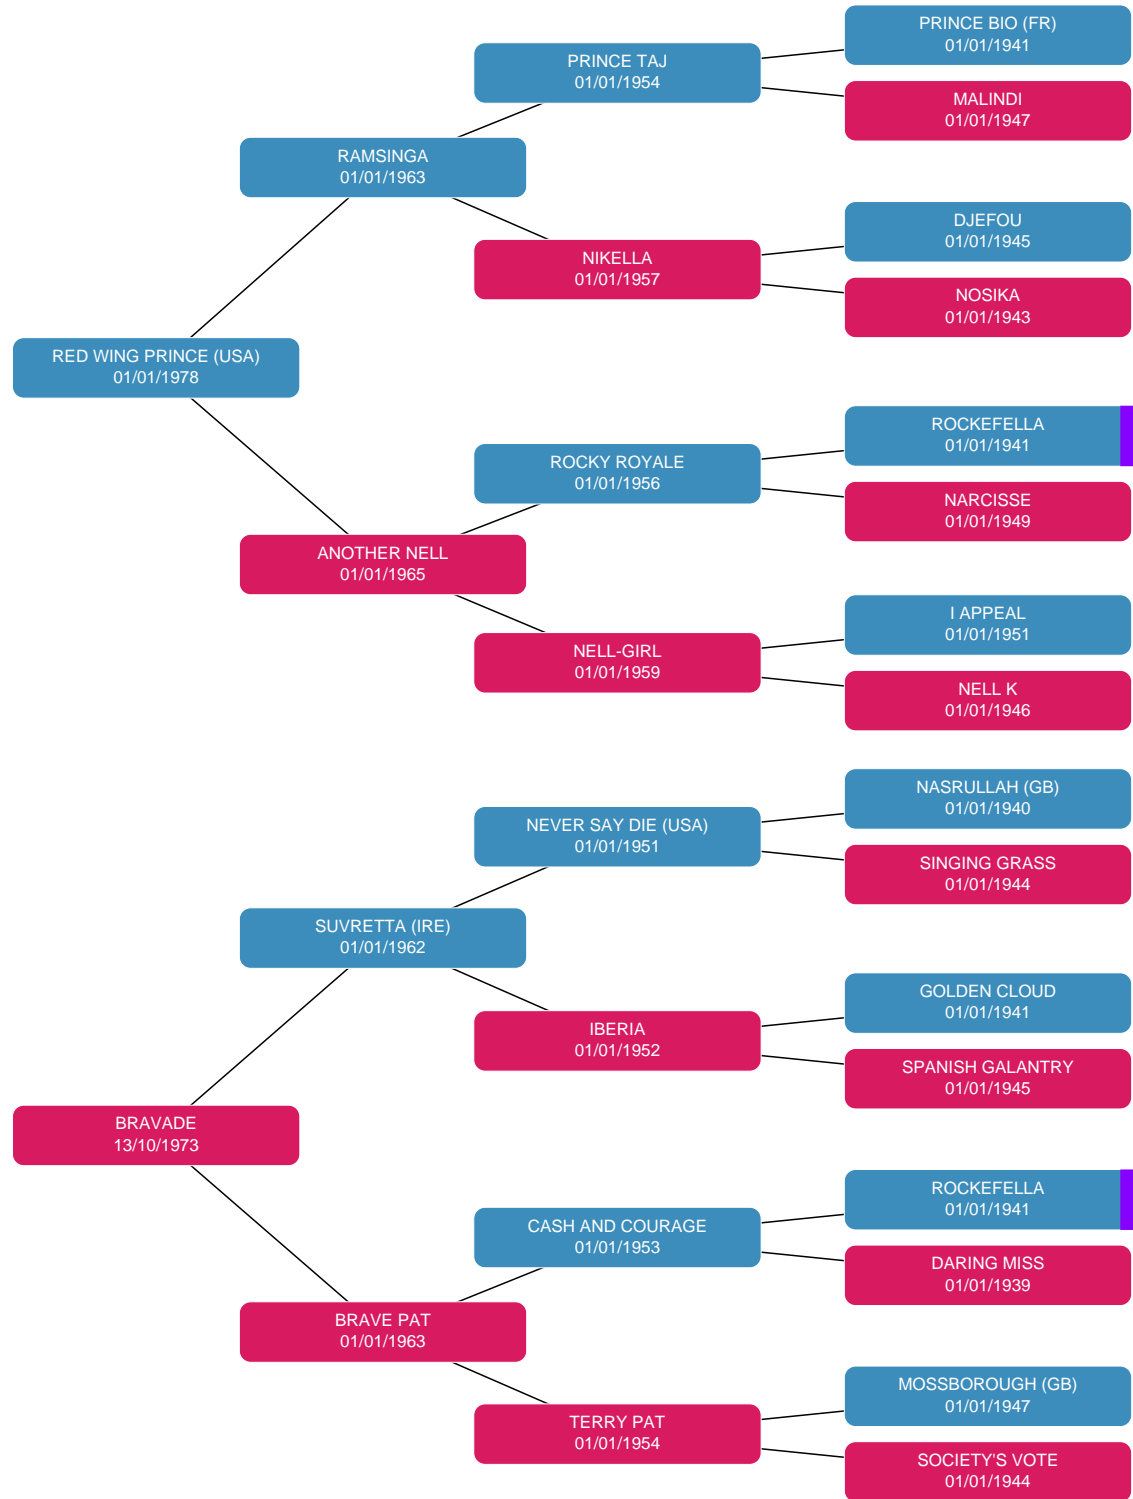 PRINCE BIO (FR)
01/01/1941
PRINCE TAJ
01/01/1954
MALINDI
01/01/1947
RAMSINGA
01/01/1963
DJEFOU
01/01/1945
NIKELLA
01/01/1957
NOSIKA
01/01/1943
RED WING PRINCE (USA)
01/01/1978
ROCKEFELLA
01/01/1941
ROCKY ROYALE
01/01/1956
NARCISSE
01/01/1949
ANOTHER NELL
01/01/1965
I APPEAL
01/01/1951
NELL-GIRL
01/01/1959
NELL K
01/01/1946
NASRULLAH (GB)
01/01/1940
NEVER SAY DIE (USA)
01/01/1951
SINGING GRASS
01/01/1944
SUVRETTA (IRE)
01/01/1962
GOLDEN CLOUD
01/01/1941
IBERIA
01/01/1952
SPANISH GALANTRY
01/01/1945
BRAVADE
13/10/1973
ROCKEFELLA
01/01/1941
CASH AND COURAGE
01/01/1953
DARING MISS
01/01/1939
BRAVE PAT
01/01/1963
MOSSBOROUGH (GB)
01/01/1947
TERRY PAT
01/01/1954
SOCIETY'S VOTE
01/01/1944